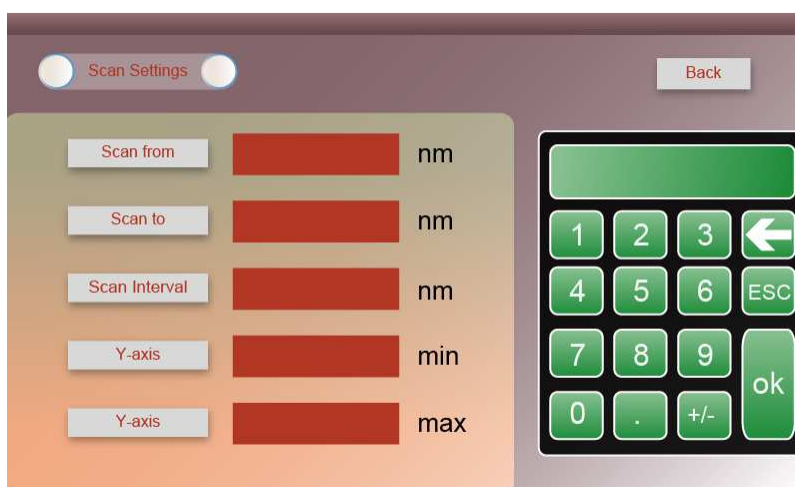 Scan Settings
Back
Scan from nm
Scan to nm
Scan Interval nm
Y-axis min
Y-axis max
1 2 3
4 5 6 ESC
7 8 9
ok
0 . +/-